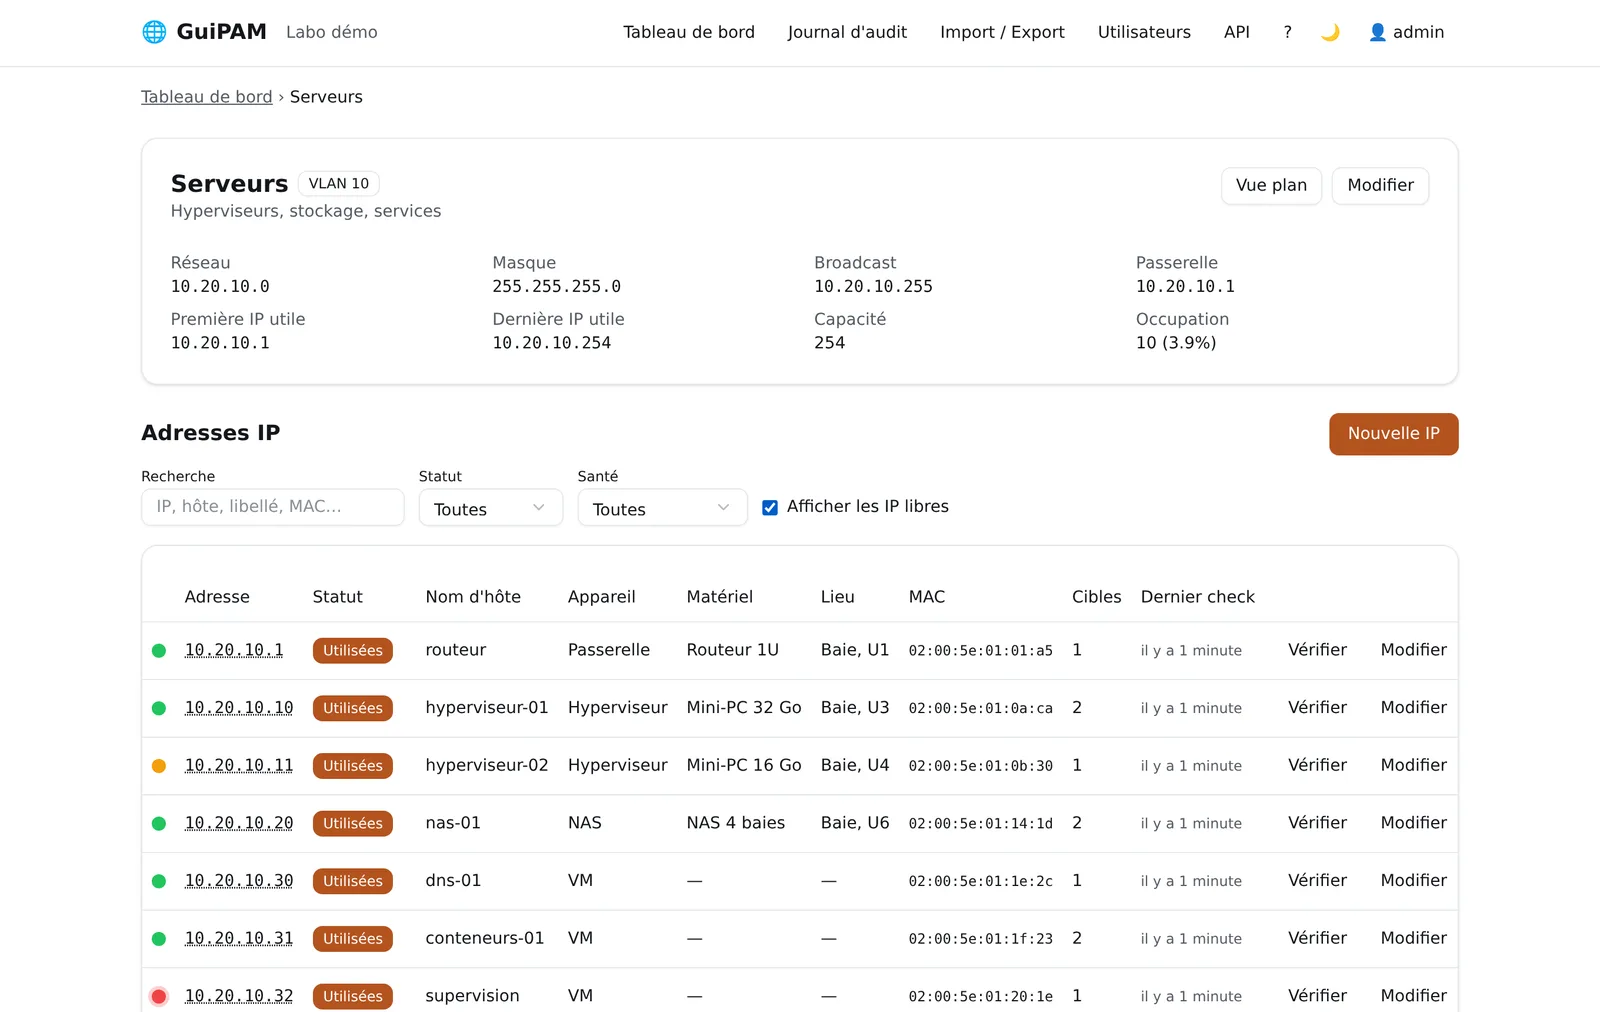 GuiPAM Labo démo Tableau de bord Journal d'audit Import / Export Utilisateurs API ? admin
Tableau de bord › Serveurs
Serveurs VLAN 10 Vue plan Modifier
Hyperviseurs, stockage, services
Réseau Masque Broadcast Passerelle
10.20.10.0 255.255.255.0 10.20.10.255 10.20.10.1
Première IP utile Dernière IP utile Capacité Occupation
10.20.10.1 10.20.10.254 254 10 (3.9%)
Adresses IP Nouvelle IP
Recherche Statut Santé
IP, hôte, libellé, MAC... Toutes Toutes Afficher les IP libres
Adresse Statut Nom d'hôte Appareil Matériel Lieu MAC Cibles Dernier check
10.20.10.1 Utilisées routeur Passerelle Routeur 1U Baie, U1 02:00:5e:01:01:a5 1 il y a 1 minute Vérifier Modifier
10.20.10.10 Utilisées hyperviseur-01 Hyperviseur Mini-PC 32 Go Baie, U3 02:00:5e:01:0a:ca 2 il y a 1 minute Vérifier Modifier
10.20.10.11 Utilisées hyperviseur-02 Hyperviseur Mini-PC 16 Go Baie, U4 02:00:5e:01:0b:30 1 il y a 1 minute Vérifier Modifier
10.20.10.20 Utilisées nas-01 NAS NAS 4 baies Baie, U6 02:00:5e:01:14:1d 2 il y a 1 minute Vérifier Modifier
10.20.10.30 Utilisées dns-01 VM — — 02:00:5e:01:1e:2c 1 il y a 1 minute Vérifier Modifier
10.20.10.31 Utilisées conteneurs-01 VM — — 02:00:5e:01:1f:23 2 il y a 1 minute Vérifier Modifier
10.20.10.32 Utilisées supervision VM — — 02:00:5e:01:20:1e 1 il y a 1 minute Vérifier Modifier